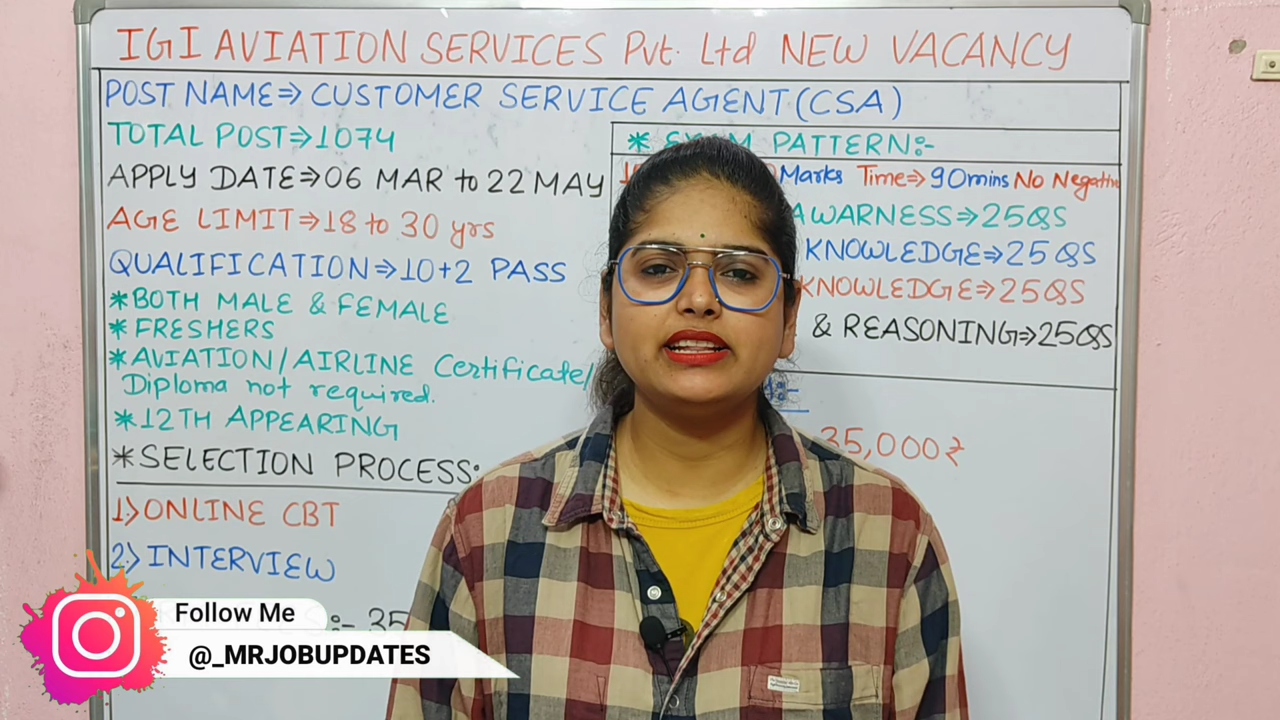 IGI AVIATION SERVICES Pvt. Ltd NEW VACANCY
POST NAME⇒ CUSTOMER SERVICE AGENT (CSA)
TOTAL POST⇒1074
APPLY DATE⇒06 MAR to 22 MAY
AGE LIMIT⇒18 to 30 yrs
QUALIFICATION⇒10+2 PASS
*BOTH MALE & FEMALE
*FRESHERS
*AVIATION/AIRLINE Certificate/
Diploma not required.
*12TH APPEARING
*SELECTION PROCESS:
1) ONLINE CBT
2) INTERVIEW
:- 35
* PATTERN:-
Marks Time⇒90mins No Negative
AWARNESS⇒25QS
KNOWLEDGE⇒25QS
KNOWLEDGE⇒25QS
& REASONING⇒25QS
:-
35,000₹
Follow Me
@_MRJOBUPDATES